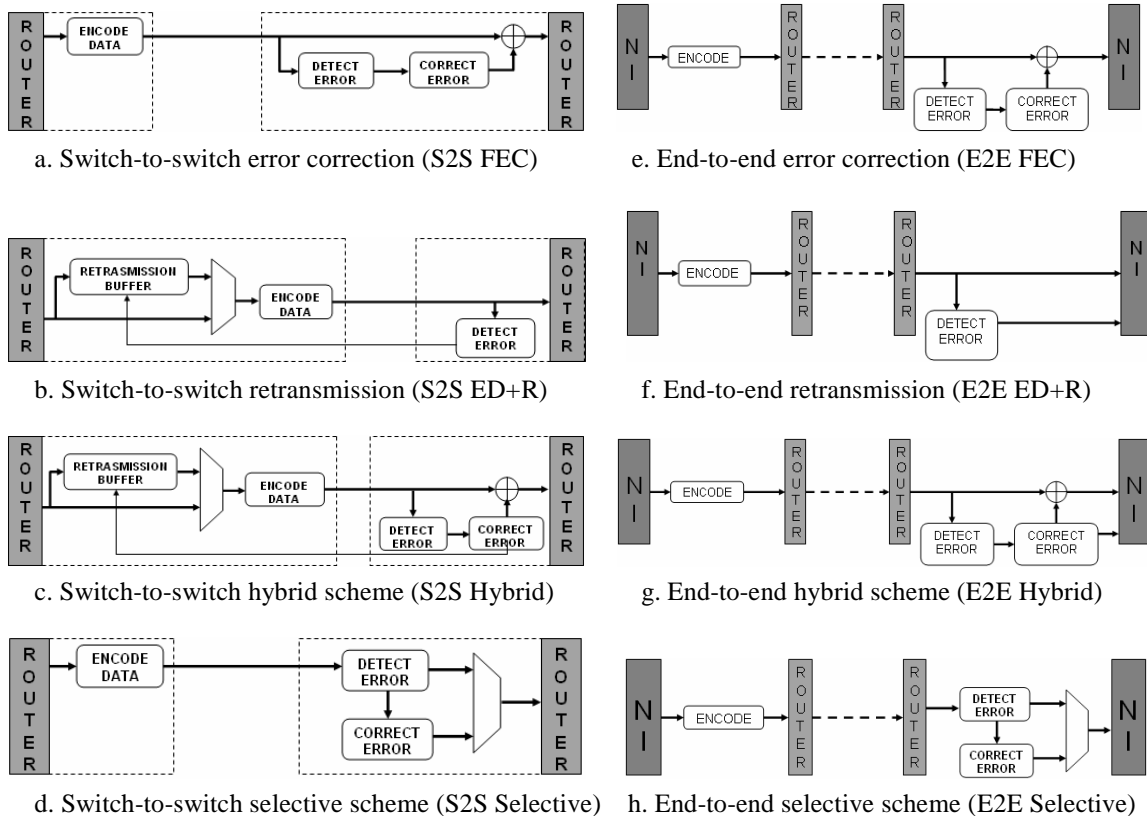 ROUTER
ENCODE DATA
DETECT ERROR
CORRECT ERROR
ROUTER
a. Switch-to-switch error correction (S2S FEC)
NI
ENCODE
ROUTER
ROUTER
DETECT ERROR
CORRECT ERROR
NI
e. End-to-end error correction (E2E FEC)
ROUTER
RETRASMISSION BUFFER
ENCODE DATA
DETECT ERROR
ROUTER
b. Switch-to-switch retransmission (S2S ED+R)
NI
ENCODE
ROUTER
ROUTER
DETECT ERROR
NI
f. End-to-end retransmission (E2E ED+R)
ROUTER
RETRASMISSION BUFFER
ENCODE DATA
DETECT ERROR
CORRECT ERROR
ROUTER
c. Switch-to-switch hybrid scheme (S2S Hybrid)
NI
ENCODE
ROUTER
ROUTER
DETECT ERROR
CORRECT ERROR
NI
g. End-to-end hybrid scheme (E2E Hybrid)
ROUTER
ENCODE DATA
DETECT ERROR
CORRECT ERROR
ROUTER
d. Switch-to-switch selective scheme (S2S Selective)
NI
ENCODE
ROUTER
ROUTER
DETECT ERROR
CORRECT ERROR
NI
h. End-to-end selective scheme (E2E Selective)